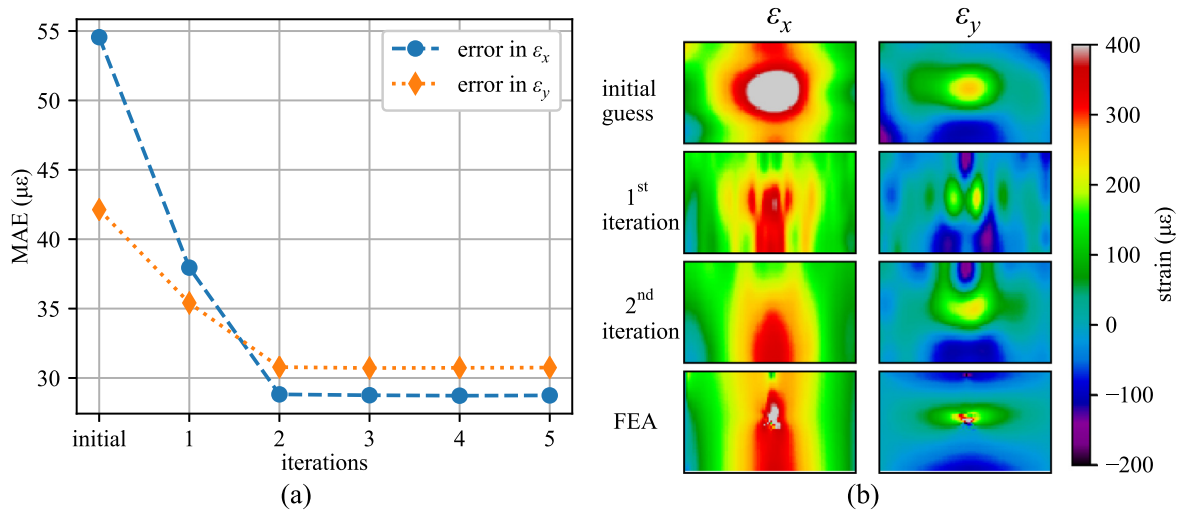 55
50
45
40
35
30
MAE (με)
error in εx
error in εy
initial
1
2
3
4
5
iterations
(a)
εx
εy
initial
guess
1st
iteration
2nd
iteration
FEA
400
300
200
100
0
−100
−200
strain (με)
(b)